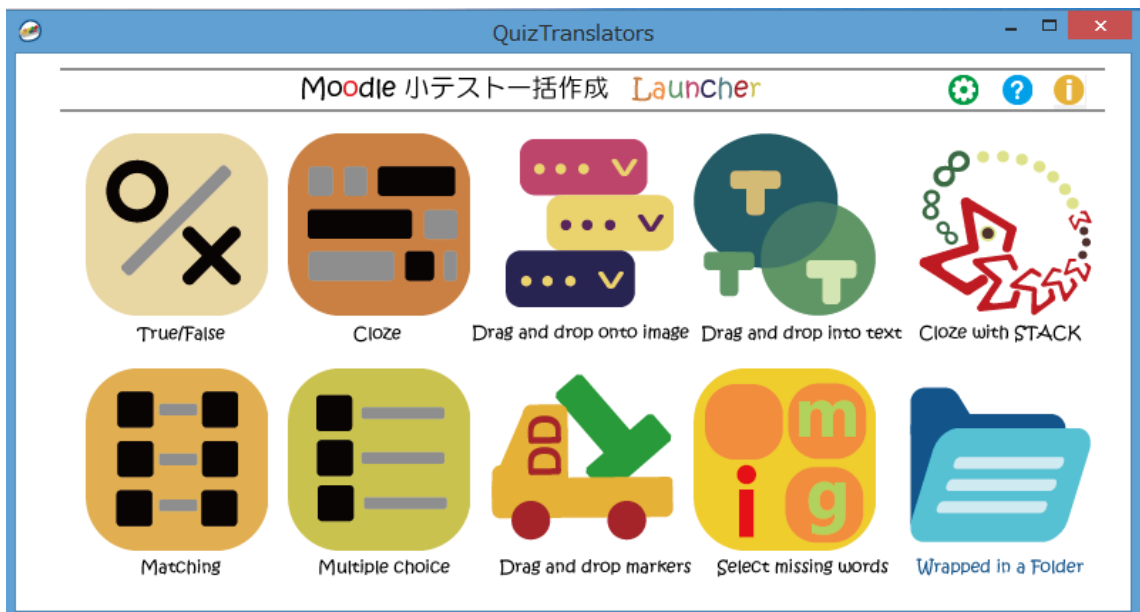 QuizTranslators
Moodle 小テスト一括作成 Launcher
True/False
Cloze
Drag and drop onto image
Drag and drop into text
Cloze with STACK
DD
m
i
g
Matching
Multiple choice
Drag and drop markers
Select missing words
Wrapped in a Folder